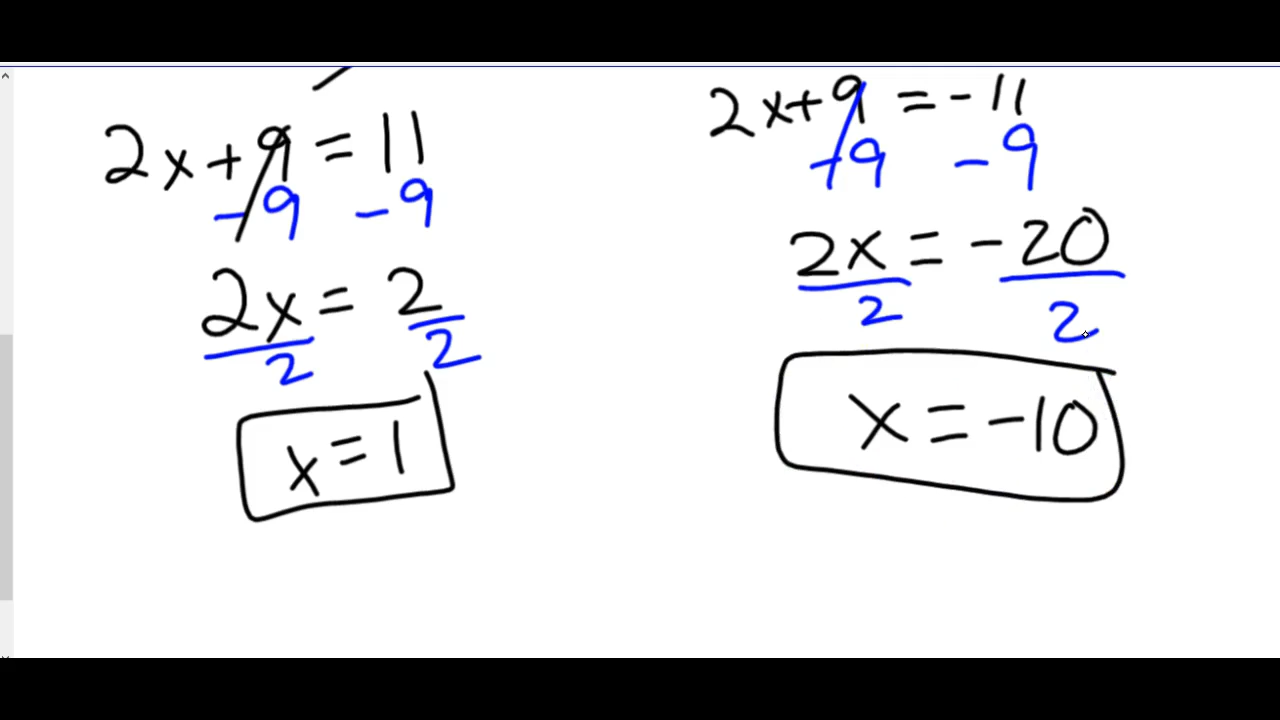 2x+9 = 11
-9 -9
2x = 2
2 2
x = 1
2x+9 = -11
-9 -9
2x = -20
2 2
x = -10